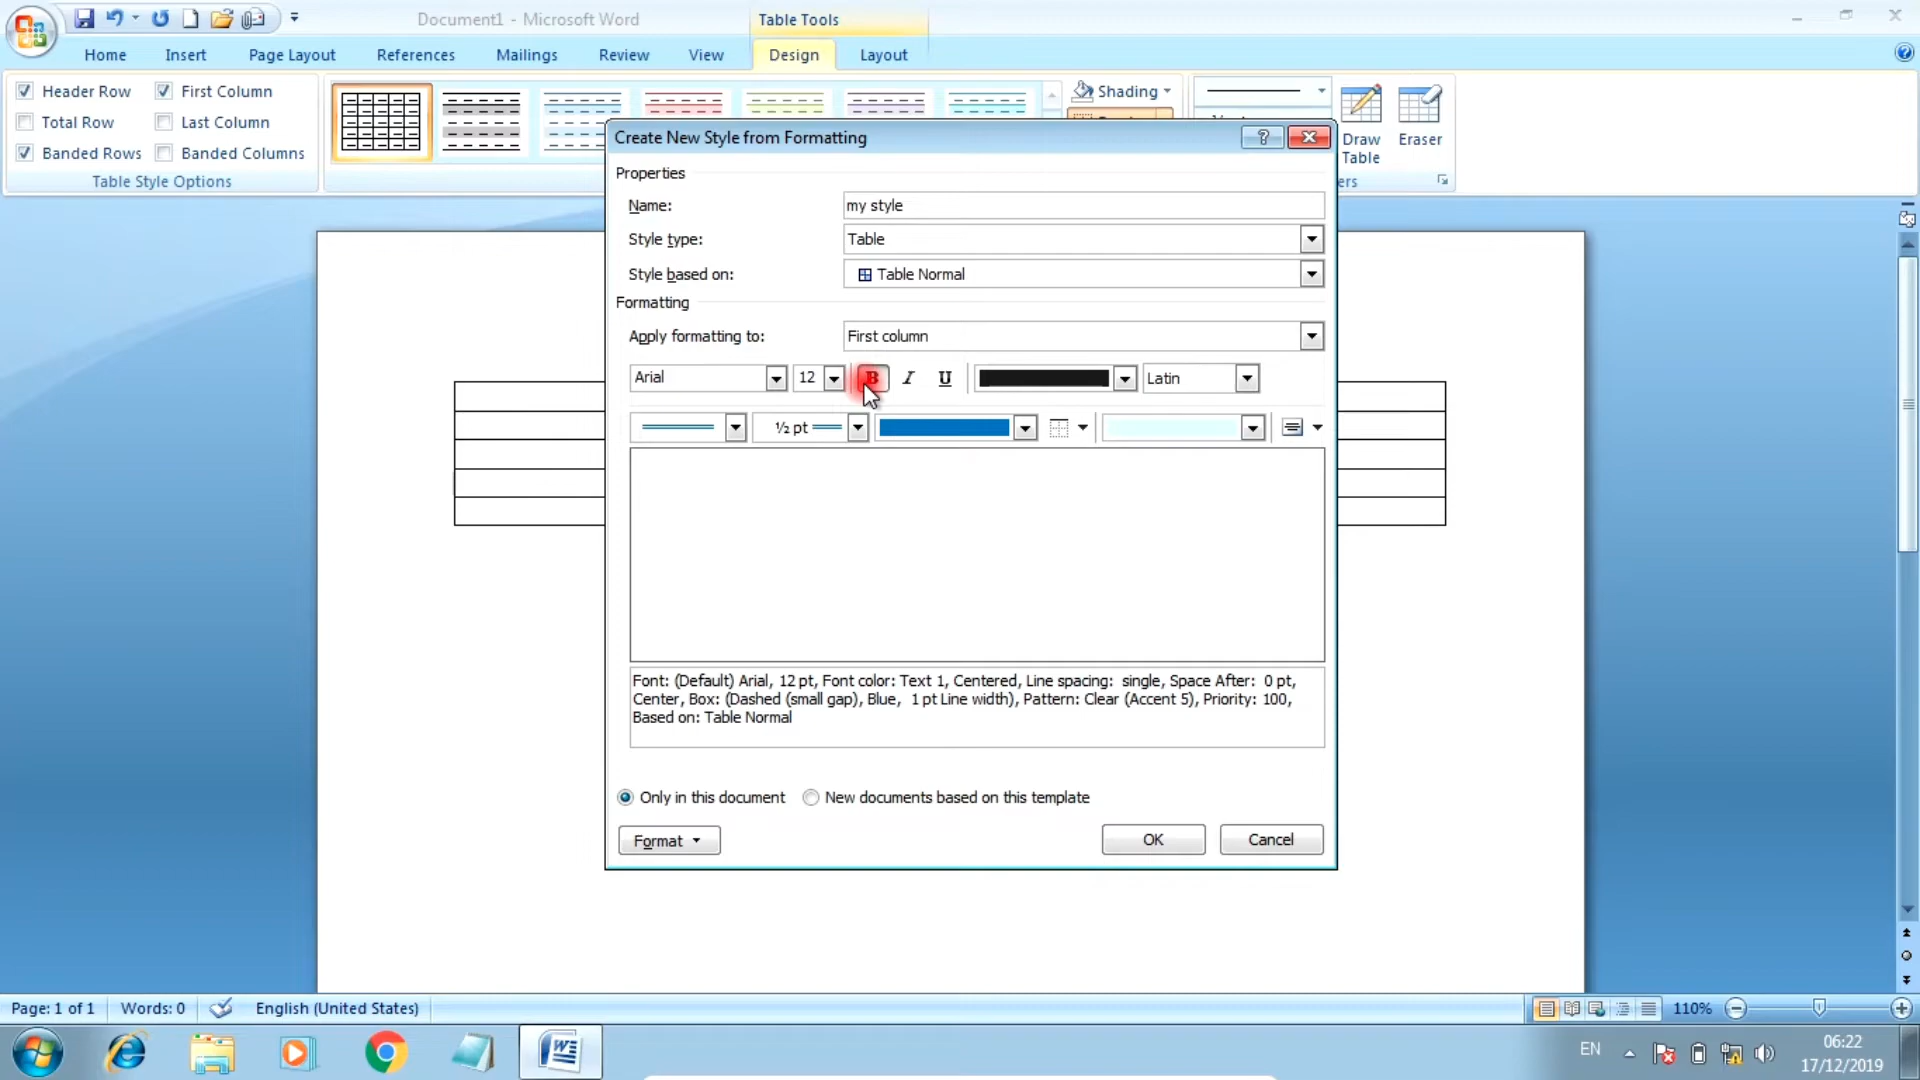 Document1 - Microsoft Word
Table Tools
Home
Insert
Page Layout
References
Mailings
Review
View
Design
Layout
Header Row
First Column
Total Row
Last Column
Banded Rows
Banded Columns
Table Style Options
Shading
Draw
Table
Eraser
Create New Style from Formatting
Properties
Name:
my style
Style type:
Table
Style based on:
Table Normal
Formatting
Apply formatting to:
First column
Arial
12
B
I
U
Latin
½ pt
Font: (Default) Arial, 12 pt, Font color: Text 1, Centered, Line spacing: single, Space After: 0 pt,
Center, Box: (Dashed (small gap), Blue, 1 pt Line width), Pattern: Clear (Accent 5), Priority: 100,
Based on: Table Normal
Only in this document
New documents based on this template
Format
OK
Cancel
Page: 1 of 1
Words: 0
English (United States)
110%
EN
06:22
17/12/2019